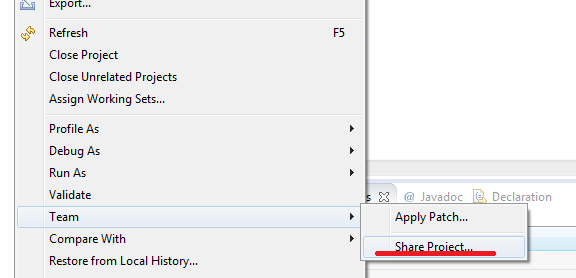 Export...
Refresh F5
Close Project
Close Unrelated Projects
Assign Working Sets...
Profile As
Debug As
Run As
Validate
Team
Compare With
Restore from Local History...
s @ Javadoc Declaration
Apply Patch...
Share Project...